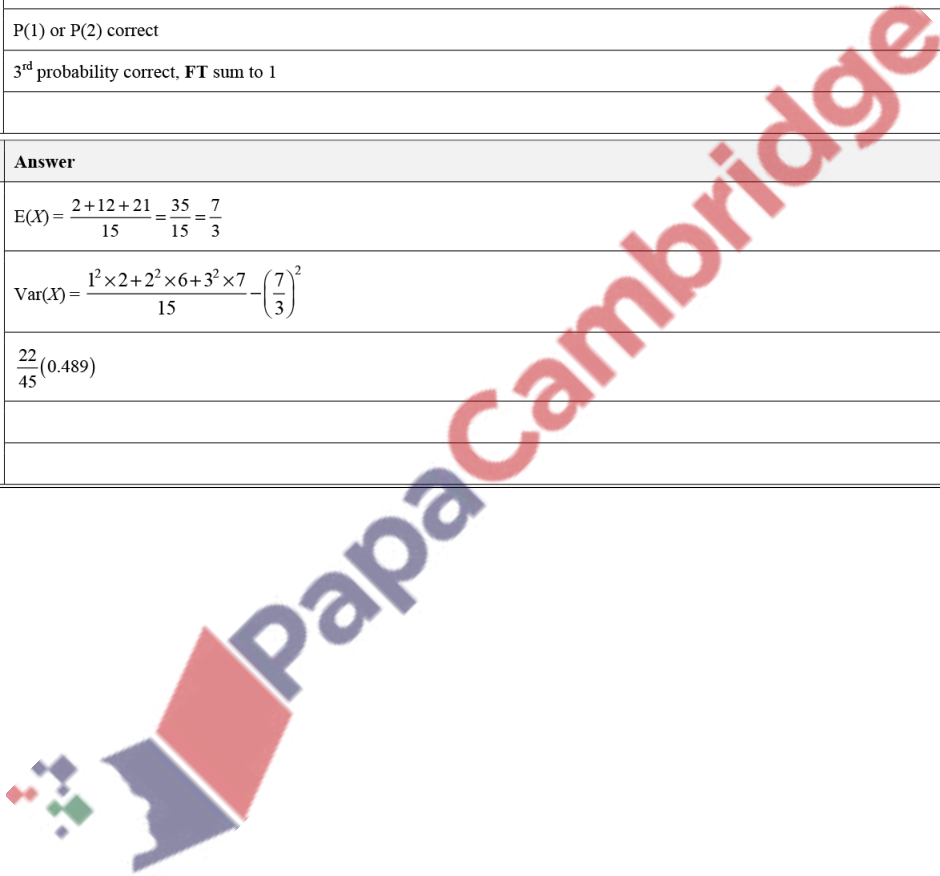 P(1) or P(2) correct
3rd probability correct, FT sum to 1
Answer
E(X) = (2+12+21)/15 = 35/15 = 7/3
Var(X) = (1²×2+2²×6+3²×7)/15 − (7/3)²
22/45 (0.489)
PapaCambridge